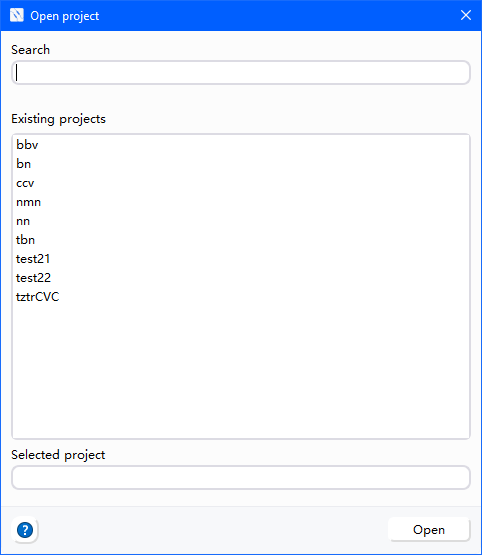 Open project
Search
Existing projects
bbv
bn
ccv
nmn
nn
tbn
test21
test22
tztrCVC
Selected project
?
Open